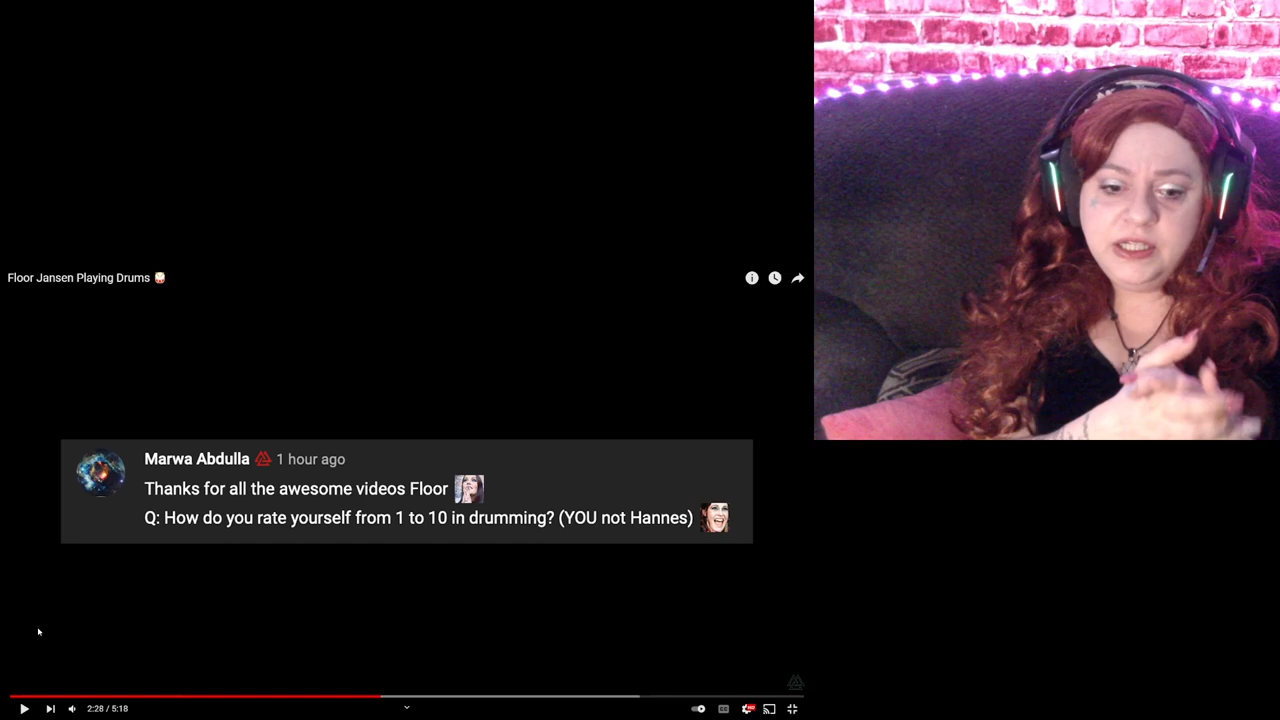 Floor Jansen Playing Drums 🥁
Marwa Abdulla 1 hour ago
Thanks for all the awesome videos Floor
Q: How do you rate yourself from 1 to 10 in drumming? (YOU not Hannes)
2:28 / 5:18